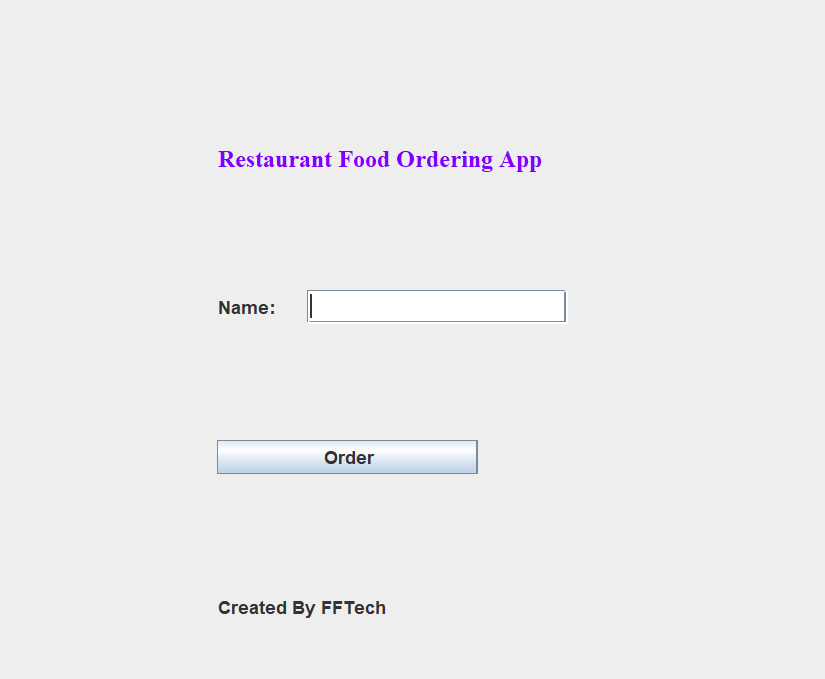 Restaurant Food Ordering App
Name:
Order
Created By FFTech